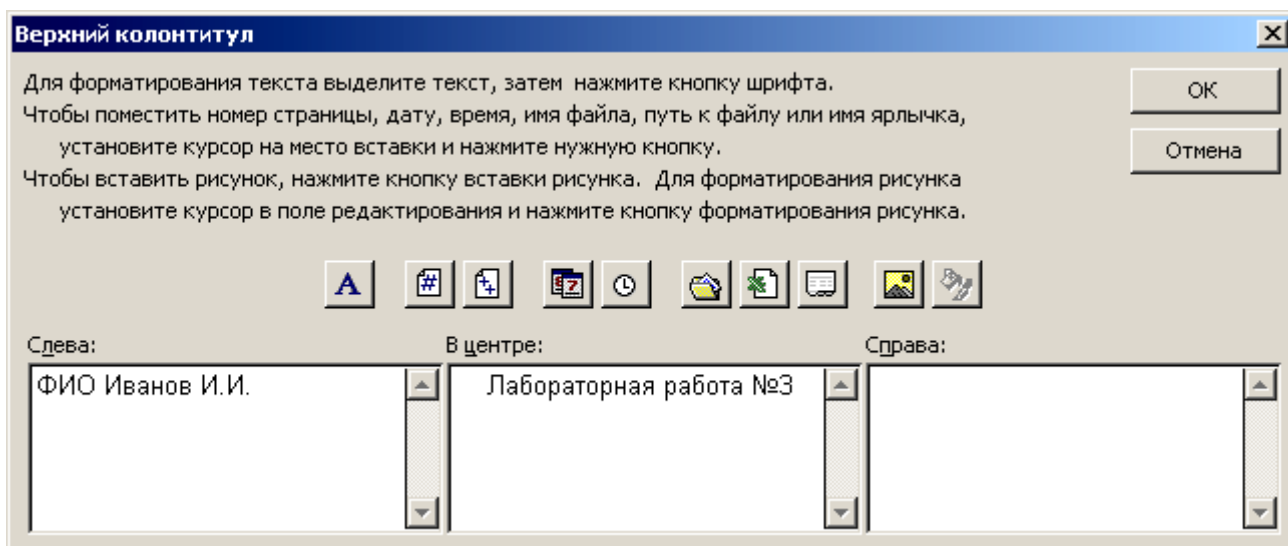 Верхний колонтитул
Для форматирования текста выделите текст, затем нажмите кнопку шрифта.
Чтобы поместить номер страницы, дату, время, имя файла, путь к файлу или имя ярлычка,
установите курсор на место вставки и нажмите нужную кнопку.
Чтобы вставить рисунок, нажмите кнопку вставки рисунка. Для форматирования рисунка
установите курсор в поле редактирования и нажмите кнопку форматирования рисунка.
ОК
Отмена
Слева:
В центре:
Справа:
ФИО Иванов И.И.
Лабораторная работа №3